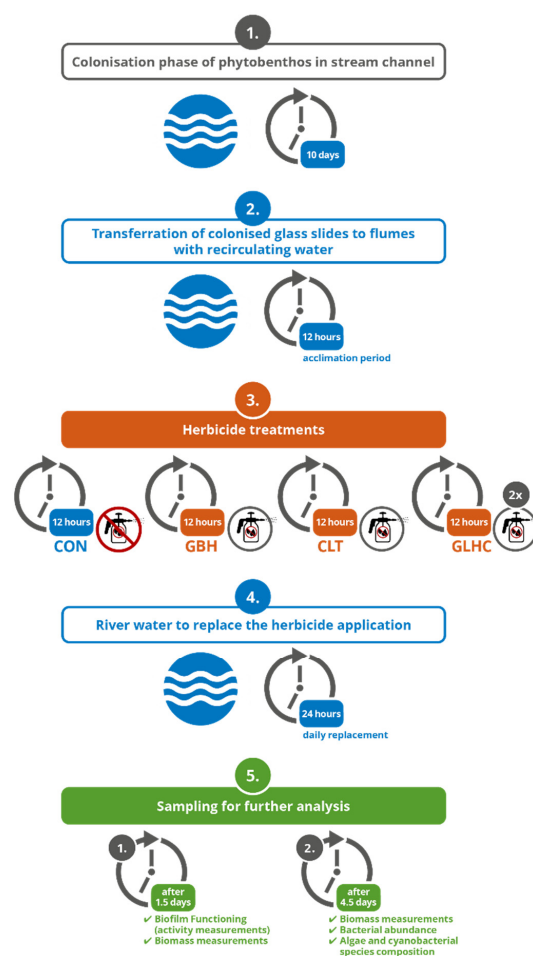 1.
Colonisation phase of phytobenthos in stream channel
10 days
2.
Transferration of colonised glass slides to flumes
with recirculating water
12 hours
acclimation period
3.
Herbicide treatments
2x
12 hours
12 hours
12 hours
12 hours
CON
GBH
CLT
GLHC
4.
River water to replace the herbicide application
24 hours
daily replacement
5.
Sampling for further analysis
1.
after
1.5 days
✔ Biofilm Functioning
(activity measurements)
✔ Biomass measurements
2.
after
4.5 days
✔ Biomass measurements
✔ Bacterial abundance
✔ Algae and cyanobacterial
species composition